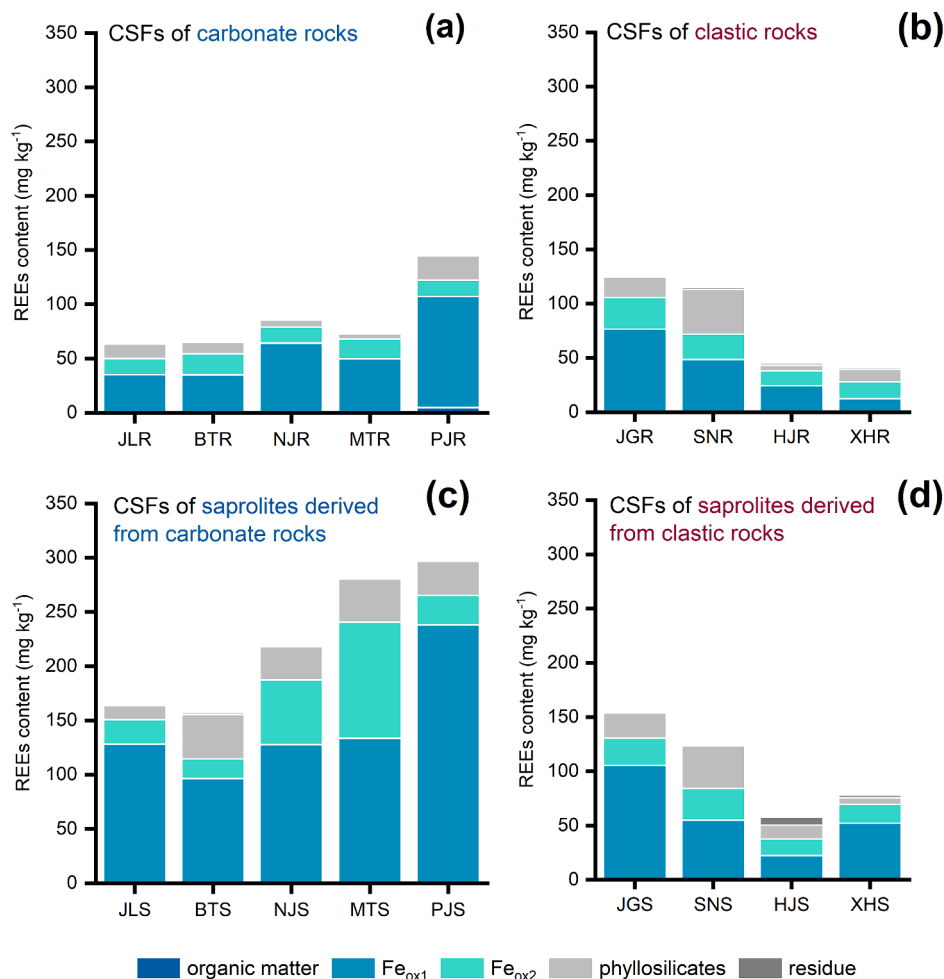 (a)
CSFs of carbonate rocks
REEs content (mg kg⁻¹)
350
300
250
200
150
100
50
0
JLR BTR NJR MTR PJR
(b)
CSFs of clastic rocks
REEs content (mg kg⁻¹)
350
300
250
200
150
100
50
0
JGR SNR HJR XHR
(c)
CSFs of saprolites derived
from carbonate rocks
REEs content (mg kg⁻¹)
350
300
250
200
150
100
50
0
JLS BTS NJS MTS PJS
(d)
CSFs of saprolites derived
from clastic rocks
REEs content (mg kg⁻¹)
350
300
250
200
150
100
50
0
JGS SNS HJS XHS
organic matter Feox1 Feox2 phyllosilicates residue